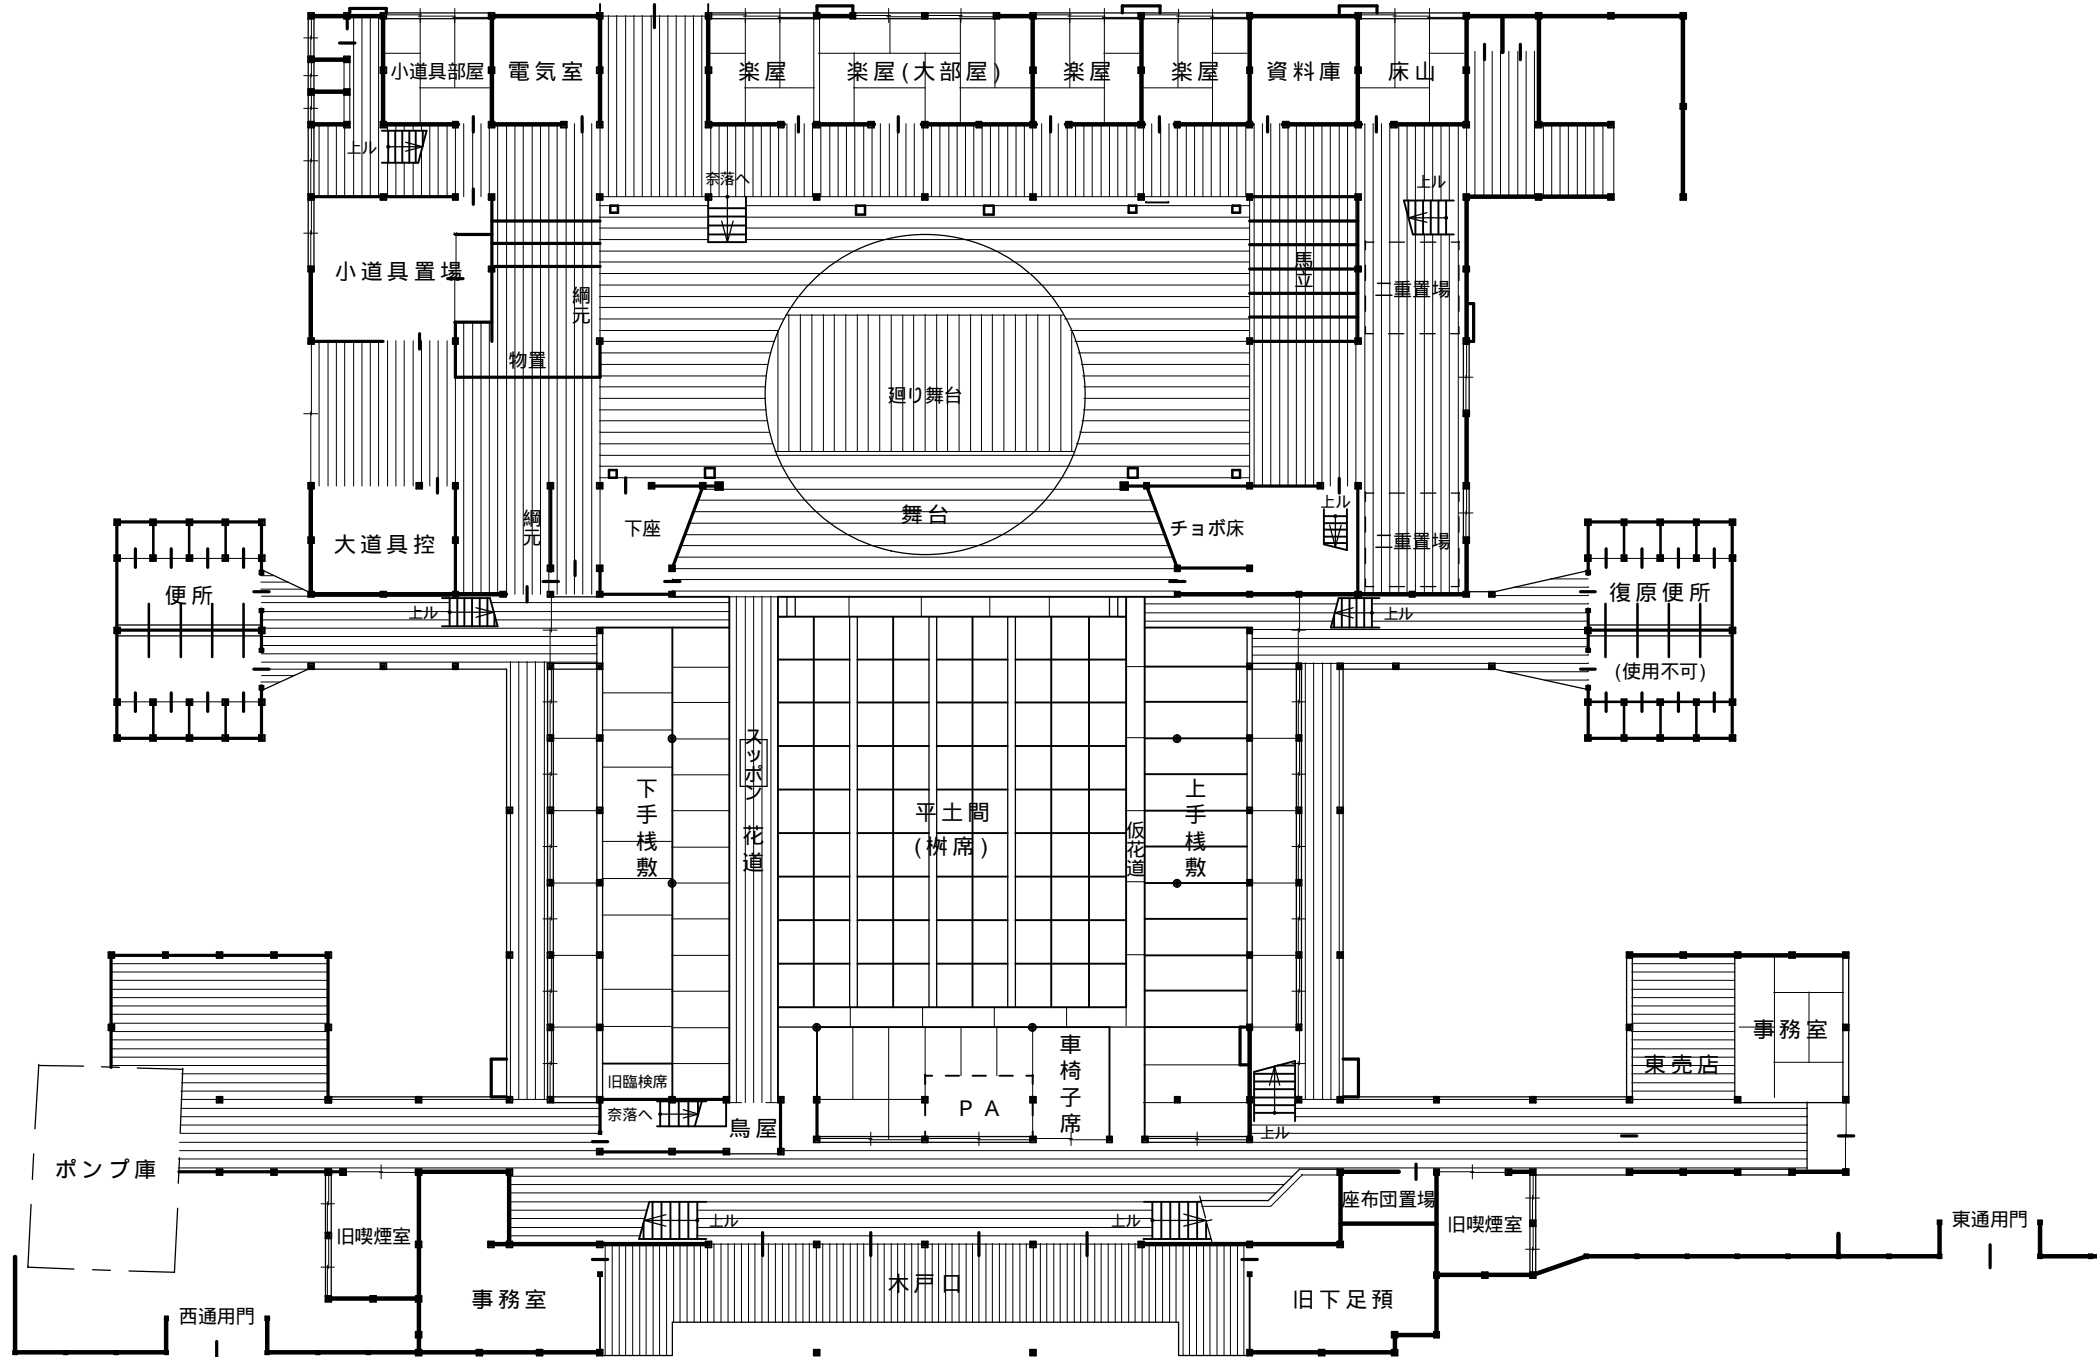 小道具部屋
電気室
楽屋
楽屋(大部屋)
楽屋
楽屋
資料庫
床山
上ル
奈落へ
上ル
小道具置場
綱元
馬立
二重置場
物置
廻り舞台
綱元
下座
舞台
チョボ床
上ル
二重置場
大道具控
便所
復原便所
上ル
上ル
(使用不可)
スッポン
下手桟敷
花道
平土間
(桝席)
仮花道
上手桟敷
車椅子席
事務室
東売店
旧臨検席
奈落へ
鳥屋
PA
上ル
ポンプ庫
座布団置場
旧喫煙室
上ル
上ル
旧喫煙室
東通用門
木戸口
事務室
旧下足預
西通用門